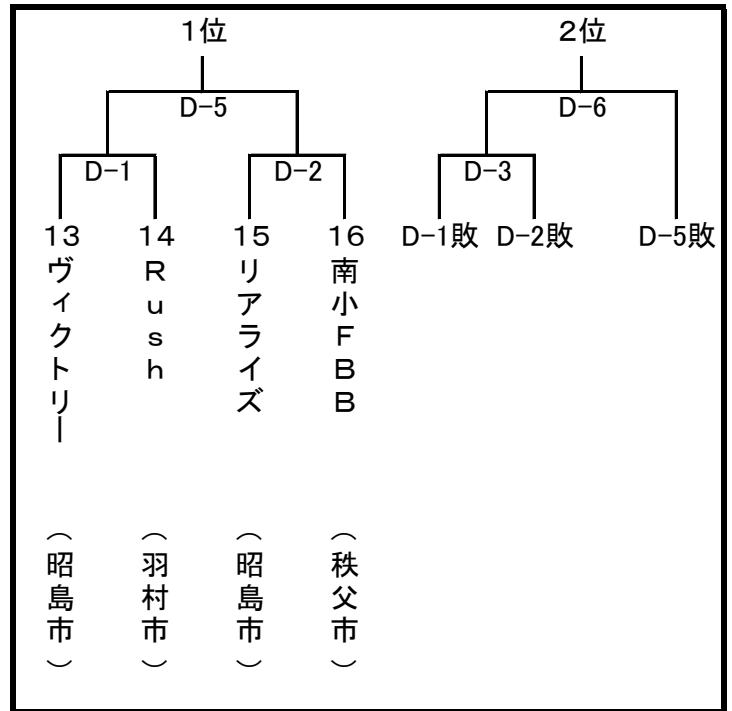 1位
2位
D-5
D-6
D-1
D-2
D-3
13
14
15
16
D-1敗
D-2敗
D-5敗
ヴィクトリー
Rush
リアライズ
南小FBB
（昭島市）
（羽村市）
（昭島市）
（秩父市）